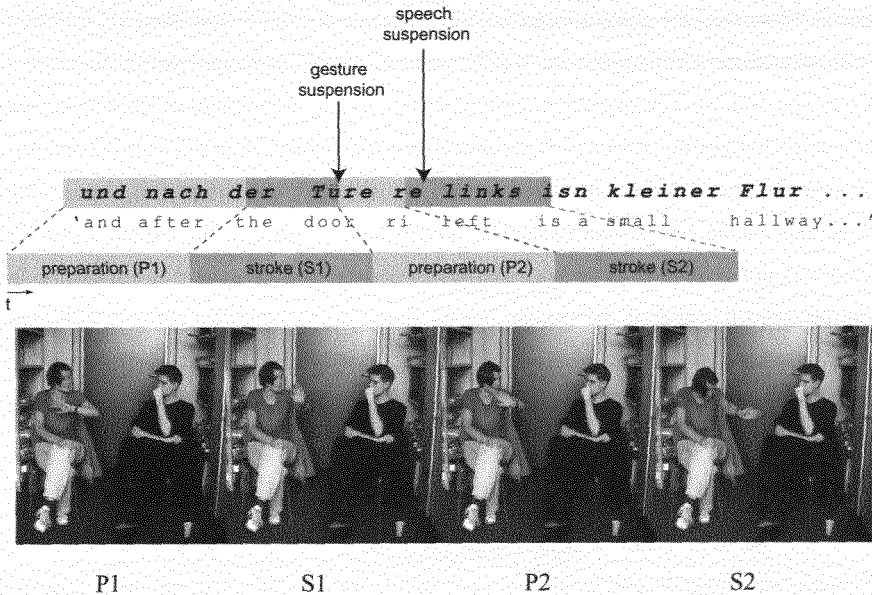 speech
suspension
gesture
suspension
und nach der Türe re links isn kleiner Flur ...
'and after the door ri left is a small hallway...'
preparation (P1) stroke (S1) preparation (P2) stroke (S2)
t
P1 S1 P2 S2